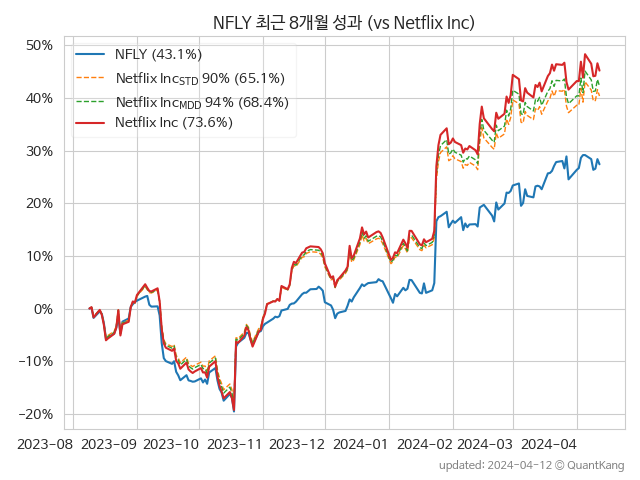 NFLY 최근 8개월 성과 (vs Netflix Inc)
50%
40%
30%
20%
10%
0%
−10%
−20%
NFLY (43.1%)
Netflix IncSTD 90% (65.1%)
Netflix IncMDD 94% (68.4%)
Netflix Inc (73.6%)
2023-08 2023-09 2023-10 2023-11 2023-12 2024-01 2024-02 2024-03 2024-04
updated: 2024-04-12 © QuantKang